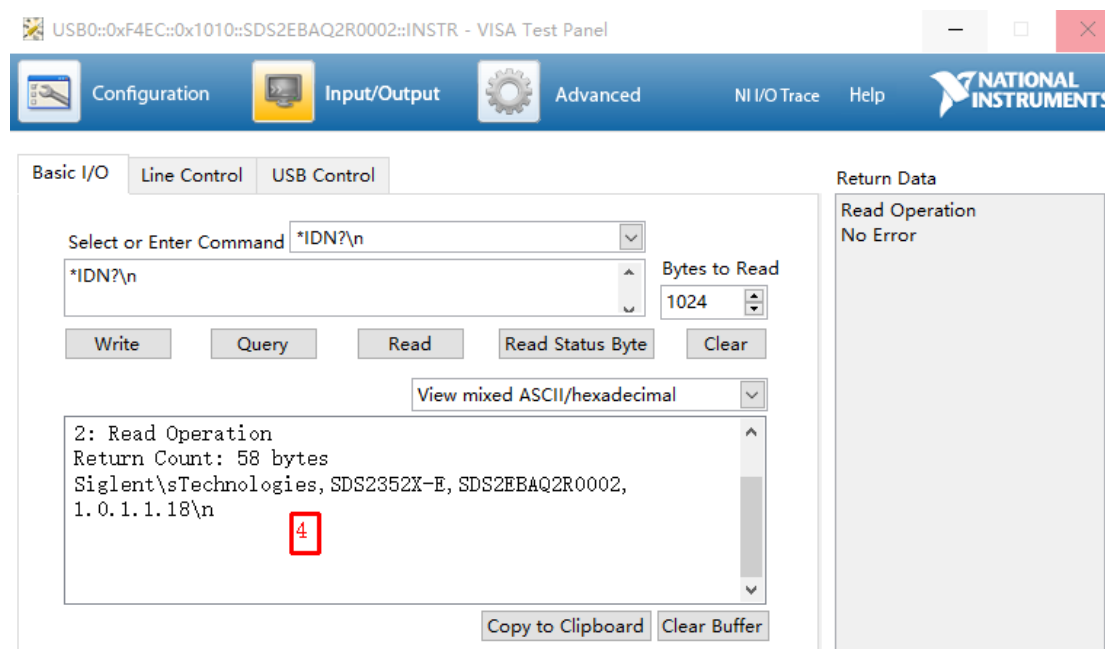 USB0::0xF4EC::0x1010::SDS2EBAQ2R0002::INSTR - VISA Test Panel
Configuration
Input/Output
Advanced
NI I/O Trace
Help
NATIONAL
INSTRUMENTS
Basic I/O
Line Control
USB Control
Select or Enter Command
*IDN?\n
*IDN?\n
Bytes to Read
1024
Write
Query
Read
Read Status Byte
Clear
View mixed ASCII/hexadecimal
2: Read Operation
Return Count: 58 bytes
Siglent\sTechnologies,SDS2352X-E,SDS2EBAQ2R0002,
1.0.1.1.18\n
4
Copy to Clipboard
Clear Buffer
Return Data
Read Operation
No Error